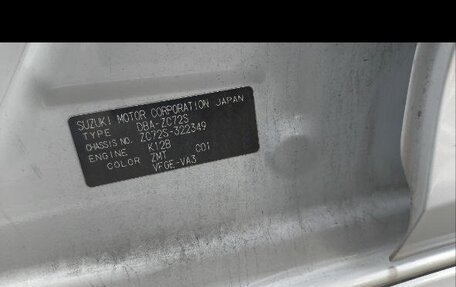 SUZUKI MOTOR CORPORATION JAPAN
TYPE DBA-ZC72S
CHASSIS NO. ZC72S-322349
ENGINE K12B
COLOR ZMT C01
VFGE-VA3